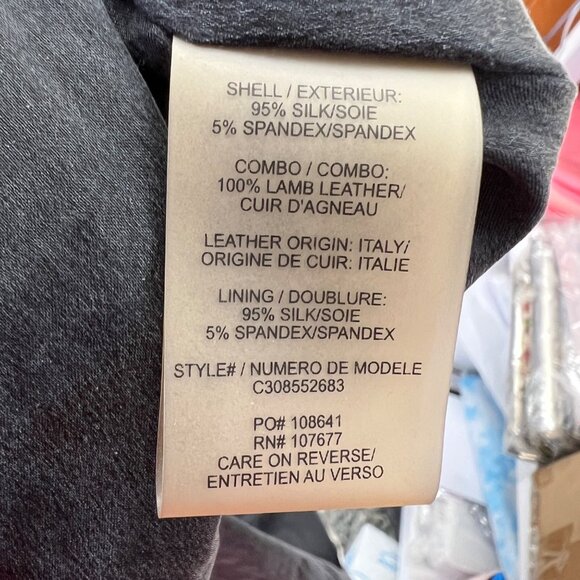 SHELL / EXTERIEUR:
95% SILK/SOIE
5% SPANDEX/SPANDEX
COMBO / COMBO:
100% LAMB LEATHER/
CUIR D'AGNEAU
LEATHER ORIGIN: ITALY/
ORIGINE DE CUIR: ITALIE
LINING / DOUBLURE:
95% SILK/SOIE
5% SPANDEX/SPANDEX
STYLE# / NUMERO DE MODELE
C308552683
PO# 108641
RN# 107677
CARE ON REVERSE/
ENTRETIEN AU VERSO